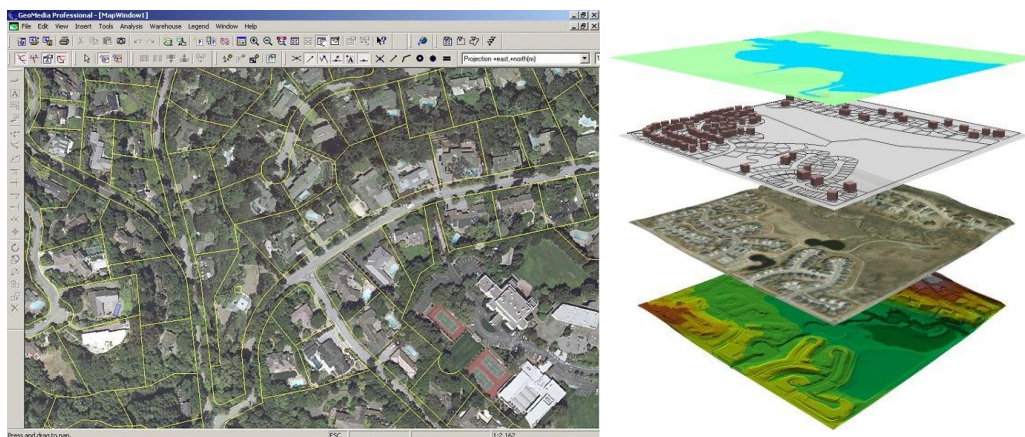 GeoMedia Professional - [MapWindow1]
File Edit View Insert Tools Analysis Warehouse Legend Window Help
Projection +east,+north(m)
Press and drag to pan.
ESC
1:2,162